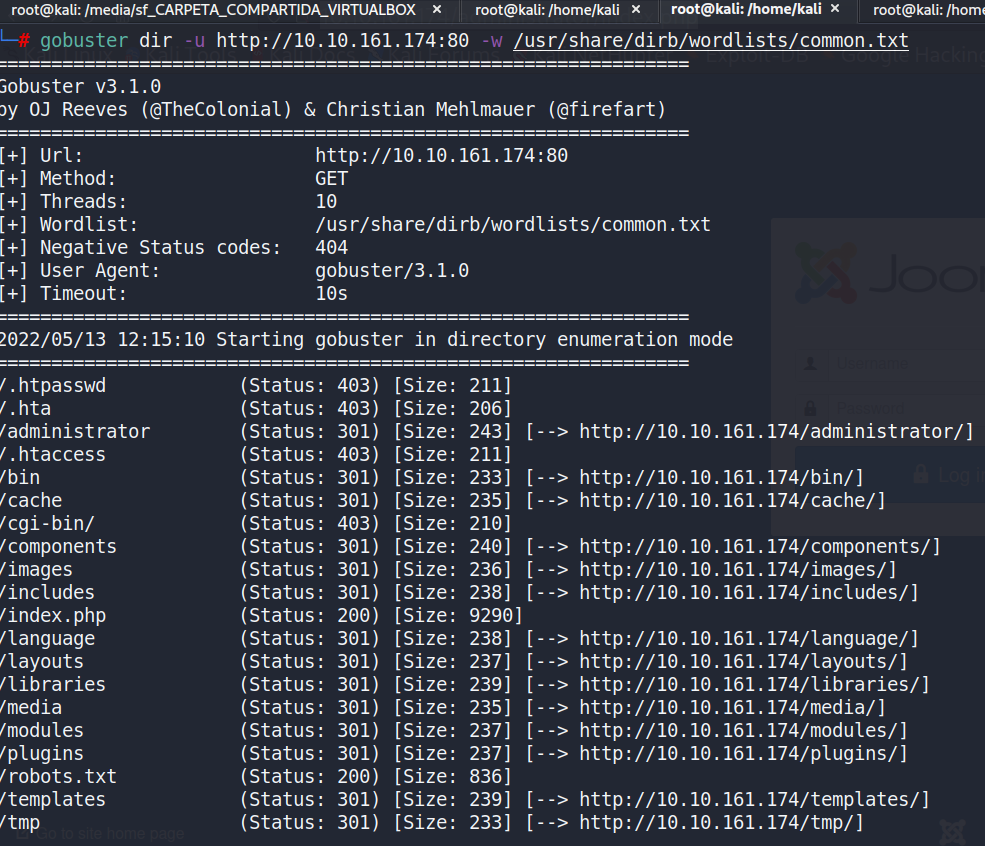 root@kali: /media/sf_CARPETA_COMPARTIDA_VIRTUALBOX × root@kali: /home/kali × root@kali: /home/kali × root@kali: /home
# gobuster dir -u http://10.10.161.174:80 -w /usr/share/dirb/wordlists/common.txt
Exploit-DB Google Hacking
===============================================================
Gobuster v3.1.0
by OJ Reeves (@TheColonial) & Christian Mehlmauer (@firefart)
===============================================================
[+] Url: http://10.10.161.174:80
[+] Method: GET
[+] Threads: 10
[+] Wordlist: /usr/share/dirb/wordlists/common.txt
[+] Negative Status codes: 404
[+] User Agent: gobuster/3.1.0
[+] Timeout: 10s
===============================================================
2022/05/13 12:15:10 Starting gobuster in directory enumeration mode
===============================================================
/.htpasswd (Status: 403) [Size: 211]
/.hta (Status: 403) [Size: 206]
/administrator (Status: 301) [Size: 243] [--> http://10.10.161.174/administrator/]
/.htaccess (Status: 403) [Size: 211]
/bin (Status: 301) [Size: 233] [--> http://10.10.161.174/bin/]
/cache (Status: 301) [Size: 235] [--> http://10.10.161.174/cache/]
/cgi-bin/ (Status: 403) [Size: 210]
/components (Status: 301) [Size: 240] [--> http://10.10.161.174/components/]
/images (Status: 301) [Size: 236] [--> http://10.10.161.174/images/]
/includes (Status: 301) [Size: 238] [--> http://10.10.161.174/includes/]
/index.php (Status: 200) [Size: 9290]
/language (Status: 301) [Size: 238] [--> http://10.10.161.174/language/]
/layouts (Status: 301) [Size: 237] [--> http://10.10.161.174/layouts/]
/libraries (Status: 301) [Size: 239] [--> http://10.10.161.174/libraries/]
/media (Status: 301) [Size: 235] [--> http://10.10.161.174/media/]
/modules (Status: 301) [Size: 237] [--> http://10.10.161.174/modules/]
/plugins (Status: 301) [Size: 237] [--> http://10.10.161.174/plugins/]
/robots.txt (Status: 200) [Size: 836]
/templates (Status: 301) [Size: 239] [--> http://10.10.161.174/templates/]
/tmp (Status: 301) [Size: 233] [--> http://10.10.161.174/tmp/]
Joo
Username
Password
Log i
Go to site home page